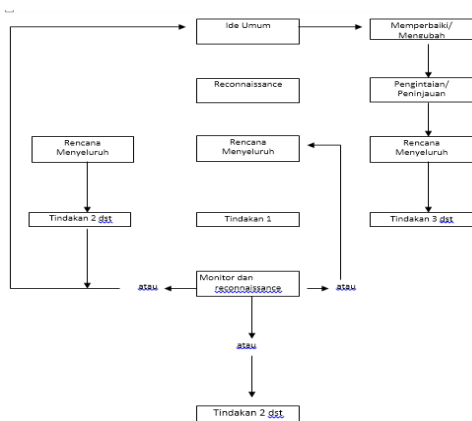 Ide Umum
Memperbaiki/
Mengubah
Reconnaissance
Pengintaian/
Peninjauan
Rencana
Menyeluruh
Rencana
Menyeluruh
Rencana
Menyeluruh
Tindakan 2 dst
Tindakan 1
Tindakan 3 dst
atau
Monitor dan
reconnaissance
atau
atau
Tindakan 2 dst